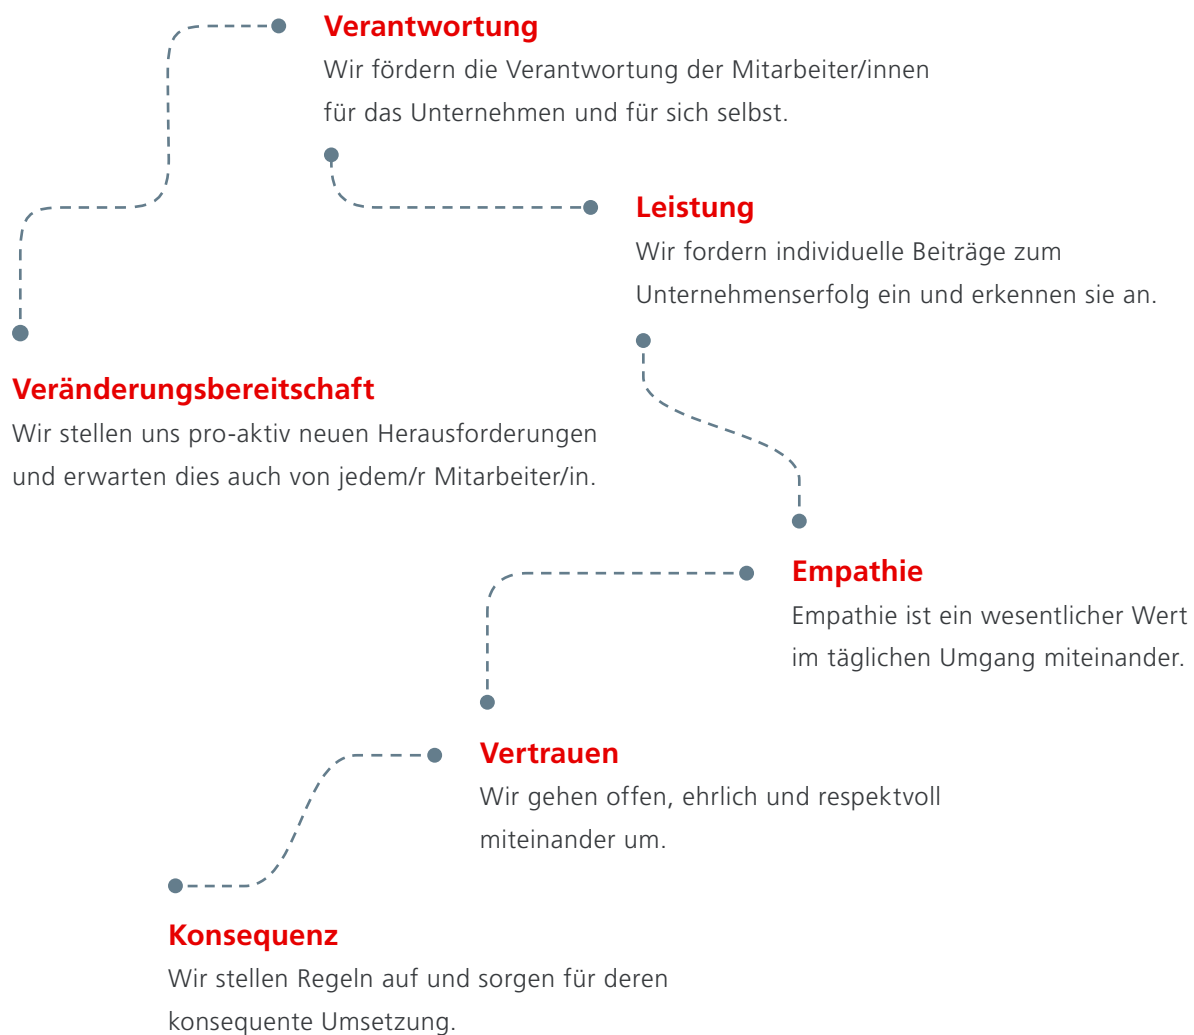 Verantwortung
Wir fördern die Verantwortung der Mitarbeiter/innen
für das Unternehmen und für sich selbst.
Leistung
Wir fordern individuelle Beiträge zum
Unternehmenserfolg ein und erkennen sie an.
Veränderungsbereitschaft
Wir stellen uns pro-aktiv neuen Herausforderungen
und erwarten dies auch von jedem/r Mitarbeiter/in.
Empathie
Empathie ist ein wesentlicher Wert
im täglichen Umgang miteinander.
Vertrauen
Wir gehen offen, ehrlich und respektvoll
miteinander um.
Konsequenz
Wir stellen Regeln auf und sorgen für deren
konsequente Umsetzung.